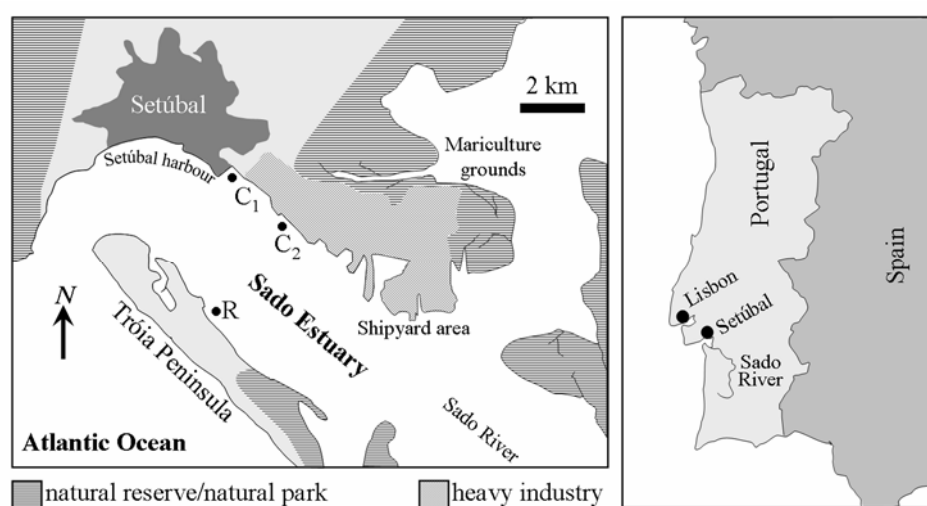 Setúbal
2 km
Setúbal harbour
Mariculture
grounds
C1
C2
R
N
Sado Estuary
Shipyard area
Tróia Peninsula
Sado River
Atlantic Ocean
natural reserve/natural park
heavy industry
Portugal
Spain
Lisbon
Setúbal
Sado
River